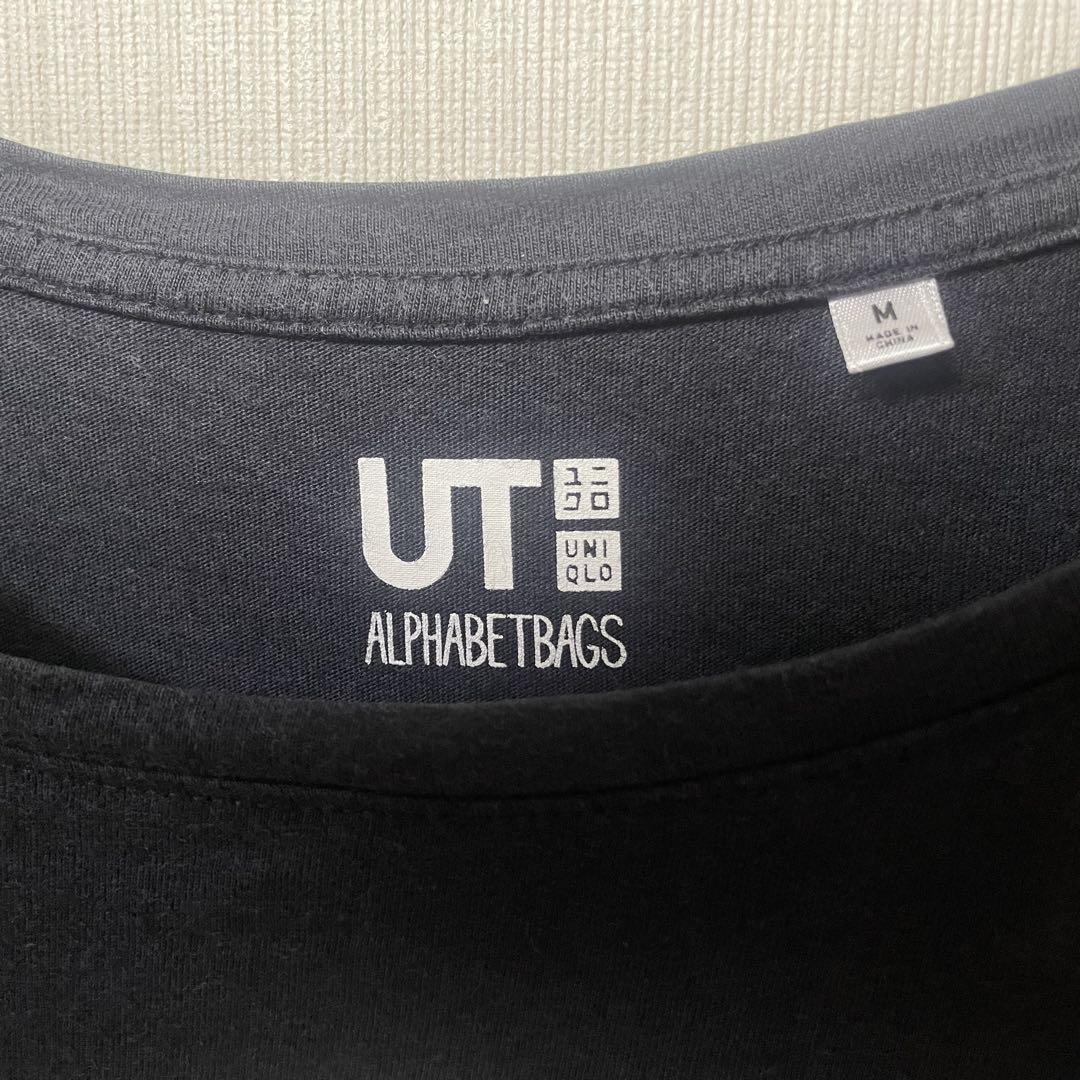 M
MADE IN
CHINA
UT
ユニ
クロ
UNI
QLO
ALPHABETBAGS